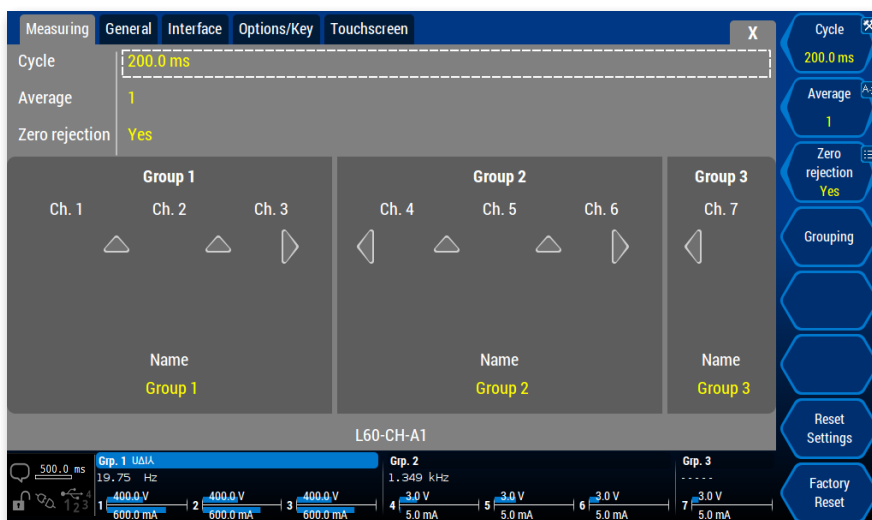 Measuring General Interface Options/Key Touchscreen X
Cycle 200.0 ms
Average 1
Zero rejection Yes
Group 1 Group 2 Group 3
Ch. 1 Ch. 2 Ch. 3 Ch. 4 Ch. 5 Ch. 6 Ch. 7
Name Name Name
Group 1 Group 2 Group 3
L60-CH-A1
Cycle
200.0 ms
Average
1
Zero
rejection
Yes
Grouping
Reset
Settings
Factory
Reset
500.0 ms
Grp. 1 UΔIλ Grp. 2 Grp. 3
19.75 Hz 1.349 kHz -----
4
1 2 3
1 400.0 V 2 400.0 V 3 400.0 V 4 3.0 V 5 3.0 V 6 3.0 V 7 3.0 V
600.0 mA 600.0 mA 600.0 mA 5.0 mA 5.0 mA 5.0 mA 5.0 mA